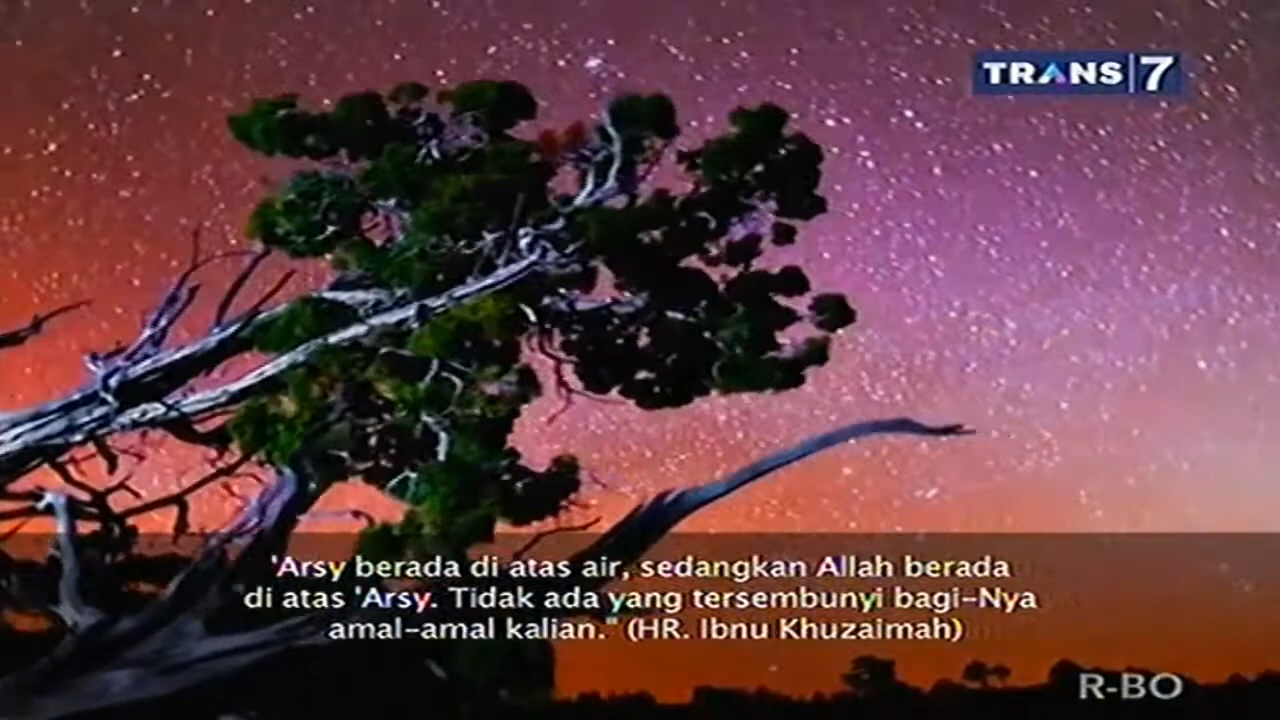 TRANS|7
'Arsy berada di atas air, sedangkan Allah berada
di atas 'Arsy. Tidak ada yang tersembunyi bagi-Nya
amal-amal kalian." (HR. Ibnu Khuzaimah)
R-BO